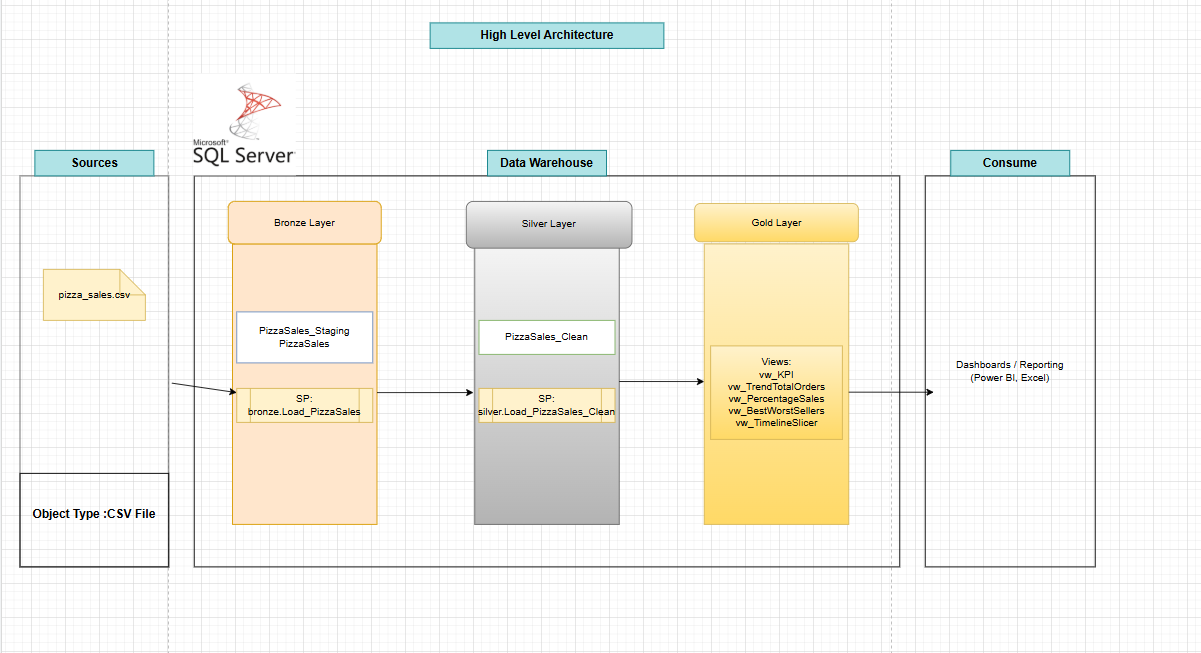 High Level Architecture
Microsoft®
SQL Server
Sources
Data Warehouse
Consume
Bronze Layer
Silver Layer
Gold Layer
pizza_sales.csv
PizzaSales_Staging
PizzaSales
PizzaSales_Clean
SP:
bronze.Load_PizzaSales
SP:
silver.Load_PizzaSales_Clean
Views:
vw_KPI
vw_TrendTotalOrders
vw_PercentageSales
vw_BestWorstSellers
vw_TimelineSlicer
Dashboards / Reporting
(Power BI, Excel)
Object Type :CSV File